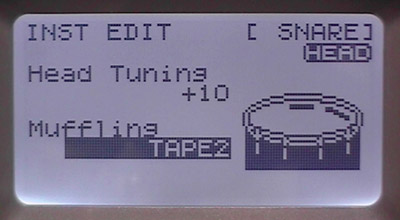 INST EDIT [ SNARE]
HEAD
Head Tuning
+10
Muffling
TAPE2